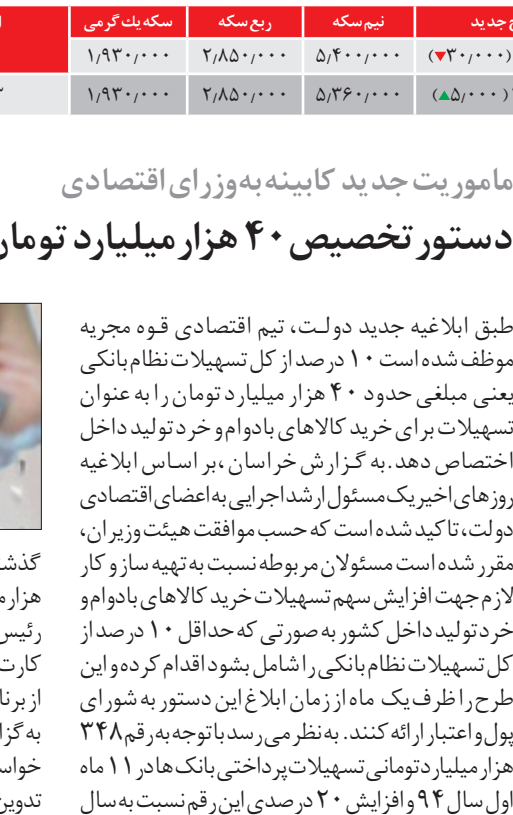 ج جدید نیم سکه ربع سکه سکه یک گرمی
(▼۳۰/۰۰۰) ۵/۴۰۰/۰۰۰ ۲/۸۵۰/۰۰۰ ۱/۹۳۰/۰۰۰
(▲۵/۰۰۰) ۵/۳۶۰/۰۰۰ ۲/۸۵۰/۰۰۰ ۱/۹۳۰/۰۰۰
ماموریت جدید کابینه به وزرای اقتصادی
دستور تخصیص ۴۰ هزار میلیارد تومان
طبق ابلاغیه جدید دولت، تیم اقتصادی قوه مجریه
موظف شده است ۱۰ درصد از کل تسهیلات نظام بانکی
یعنی مبلغی حدود ۴۰ هزار میلیارد تومان را به عنوان
تسهیلات برای خرید کالاهای بادوام و خرد تولید داخل
اختصاص دهد.به گزارش خراسان ،بر اساس ابلاغیه
روزهای اخیر یک مسئول ارشد اجرایی به اعضای اقتصادی
دولت، تاکید شده است که حسب موافقت هیئت وزیران،
مقرر شده است مسئولان مربوطه نسبت به تهیه ساز و کار
لازم جهت افزایش سهم تسهیلات خرید کالاهای بادوام و
خرد تولید داخل کشور به صورتی که حداقل ۱۰ درصد از
کل تسهیلات نظام بانکی را شامل بشود اقدام کرده و این
طرح را ظرف یک ماه از زمان ابلاغ این دستور به شورای
پول و اعتبار ارائه کنند. به نظر می رسد با توجه به رقم ۳۴۸
هزار میلیارد تومانی تسهیلات پرداختی بانک ها در ۱۱ ماه
اول سال ۹۴ و افزایش ۲۰ درصدی این رقم نسبت به سال
گذشت
هزار م
رئیس
کارت
از برنا
به گزا
خواس
تدوین